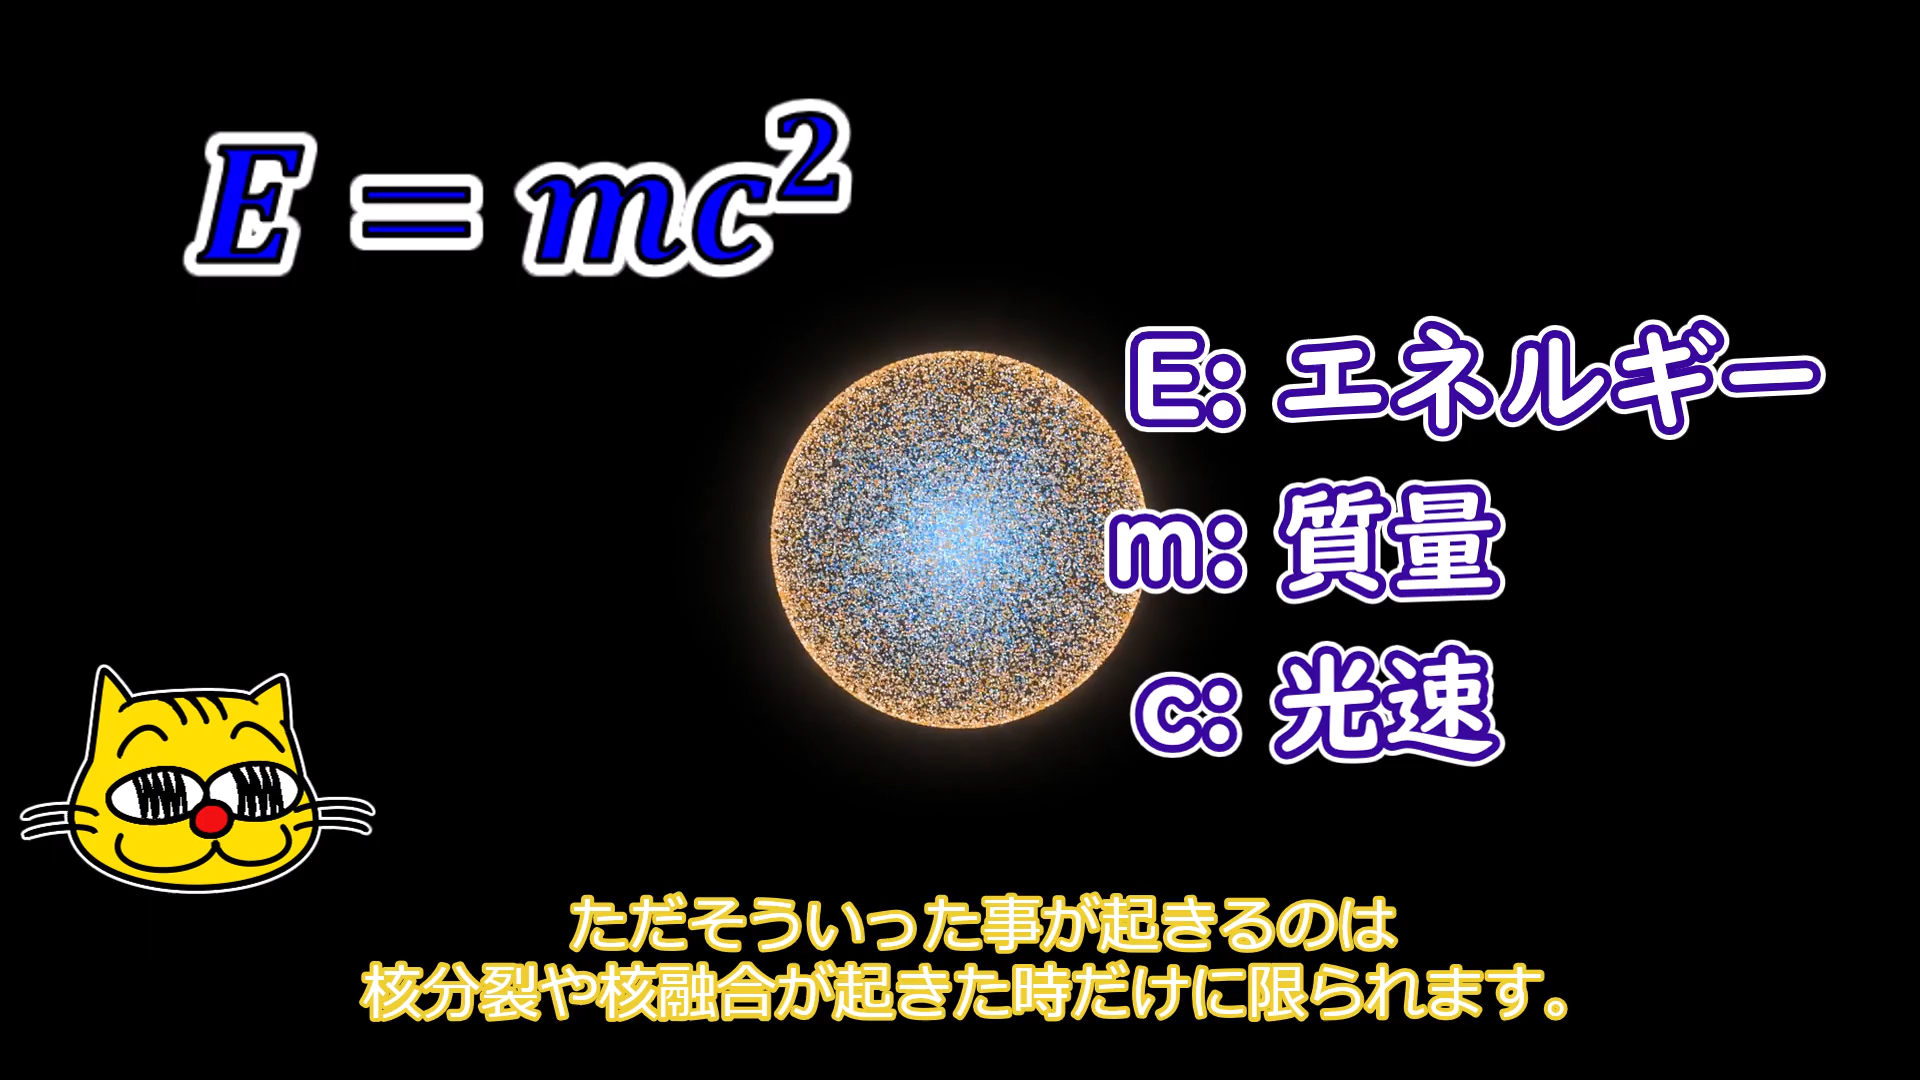 E = mc²
E: エネルギー
m: 質量
c: 光速
ただそういった事が起きるのは
核分裂や核融合が起きた時だけに限られます。